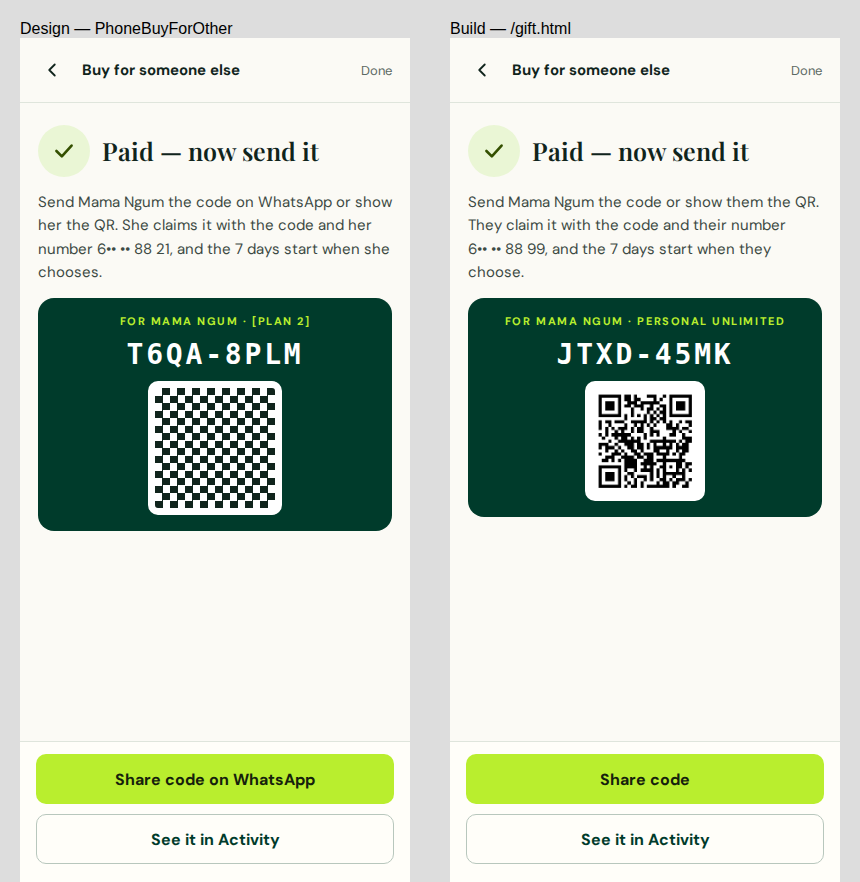 Design — PhoneBuyForOther
Buy for someone else
Done
Paid — now send it
Send Mama Ngum the code on WhatsApp or show
her the QR. She claims it with the code and her
number 6•• •• 88 21, and the 7 days start when she
chooses.
FOR MAMA NGUM · [PLAN 2]
T6QA-8PLM
Share code on WhatsApp
See it in Activity
Build — /gift.html
Buy for someone else
Done
Paid — now send it
Send Mama Ngum the code or show them the QR.
They claim it with the code and their number
6•• •• 88 99, and the 7 days start when they
choose.
FOR MAMA NGUM · PERSONAL UNLIMITED
JTXD-45MK
Share code
See it in Activity